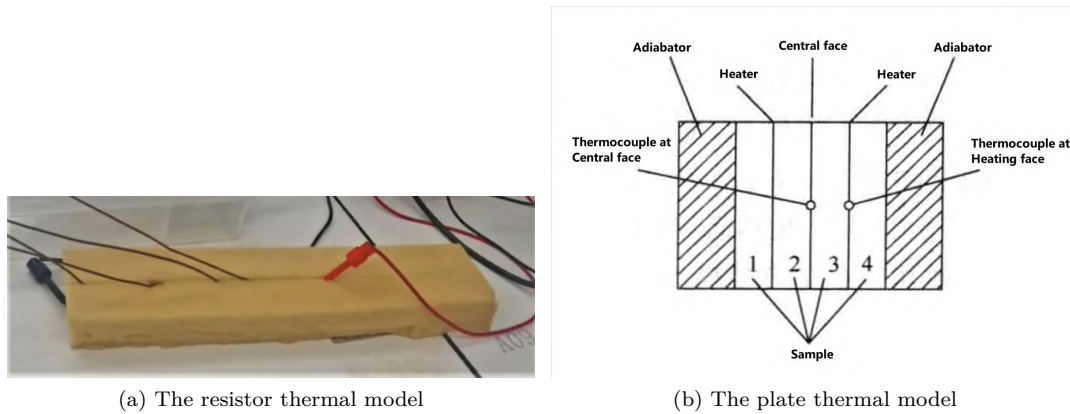 Adiabator
Central face
Adiabator
Heater
Heater
Thermocouple at
Central face
Thermocouple at
Heating face
1 2 3 4
Sample
A09
(a) The resistor thermal model
(b) The plate thermal model